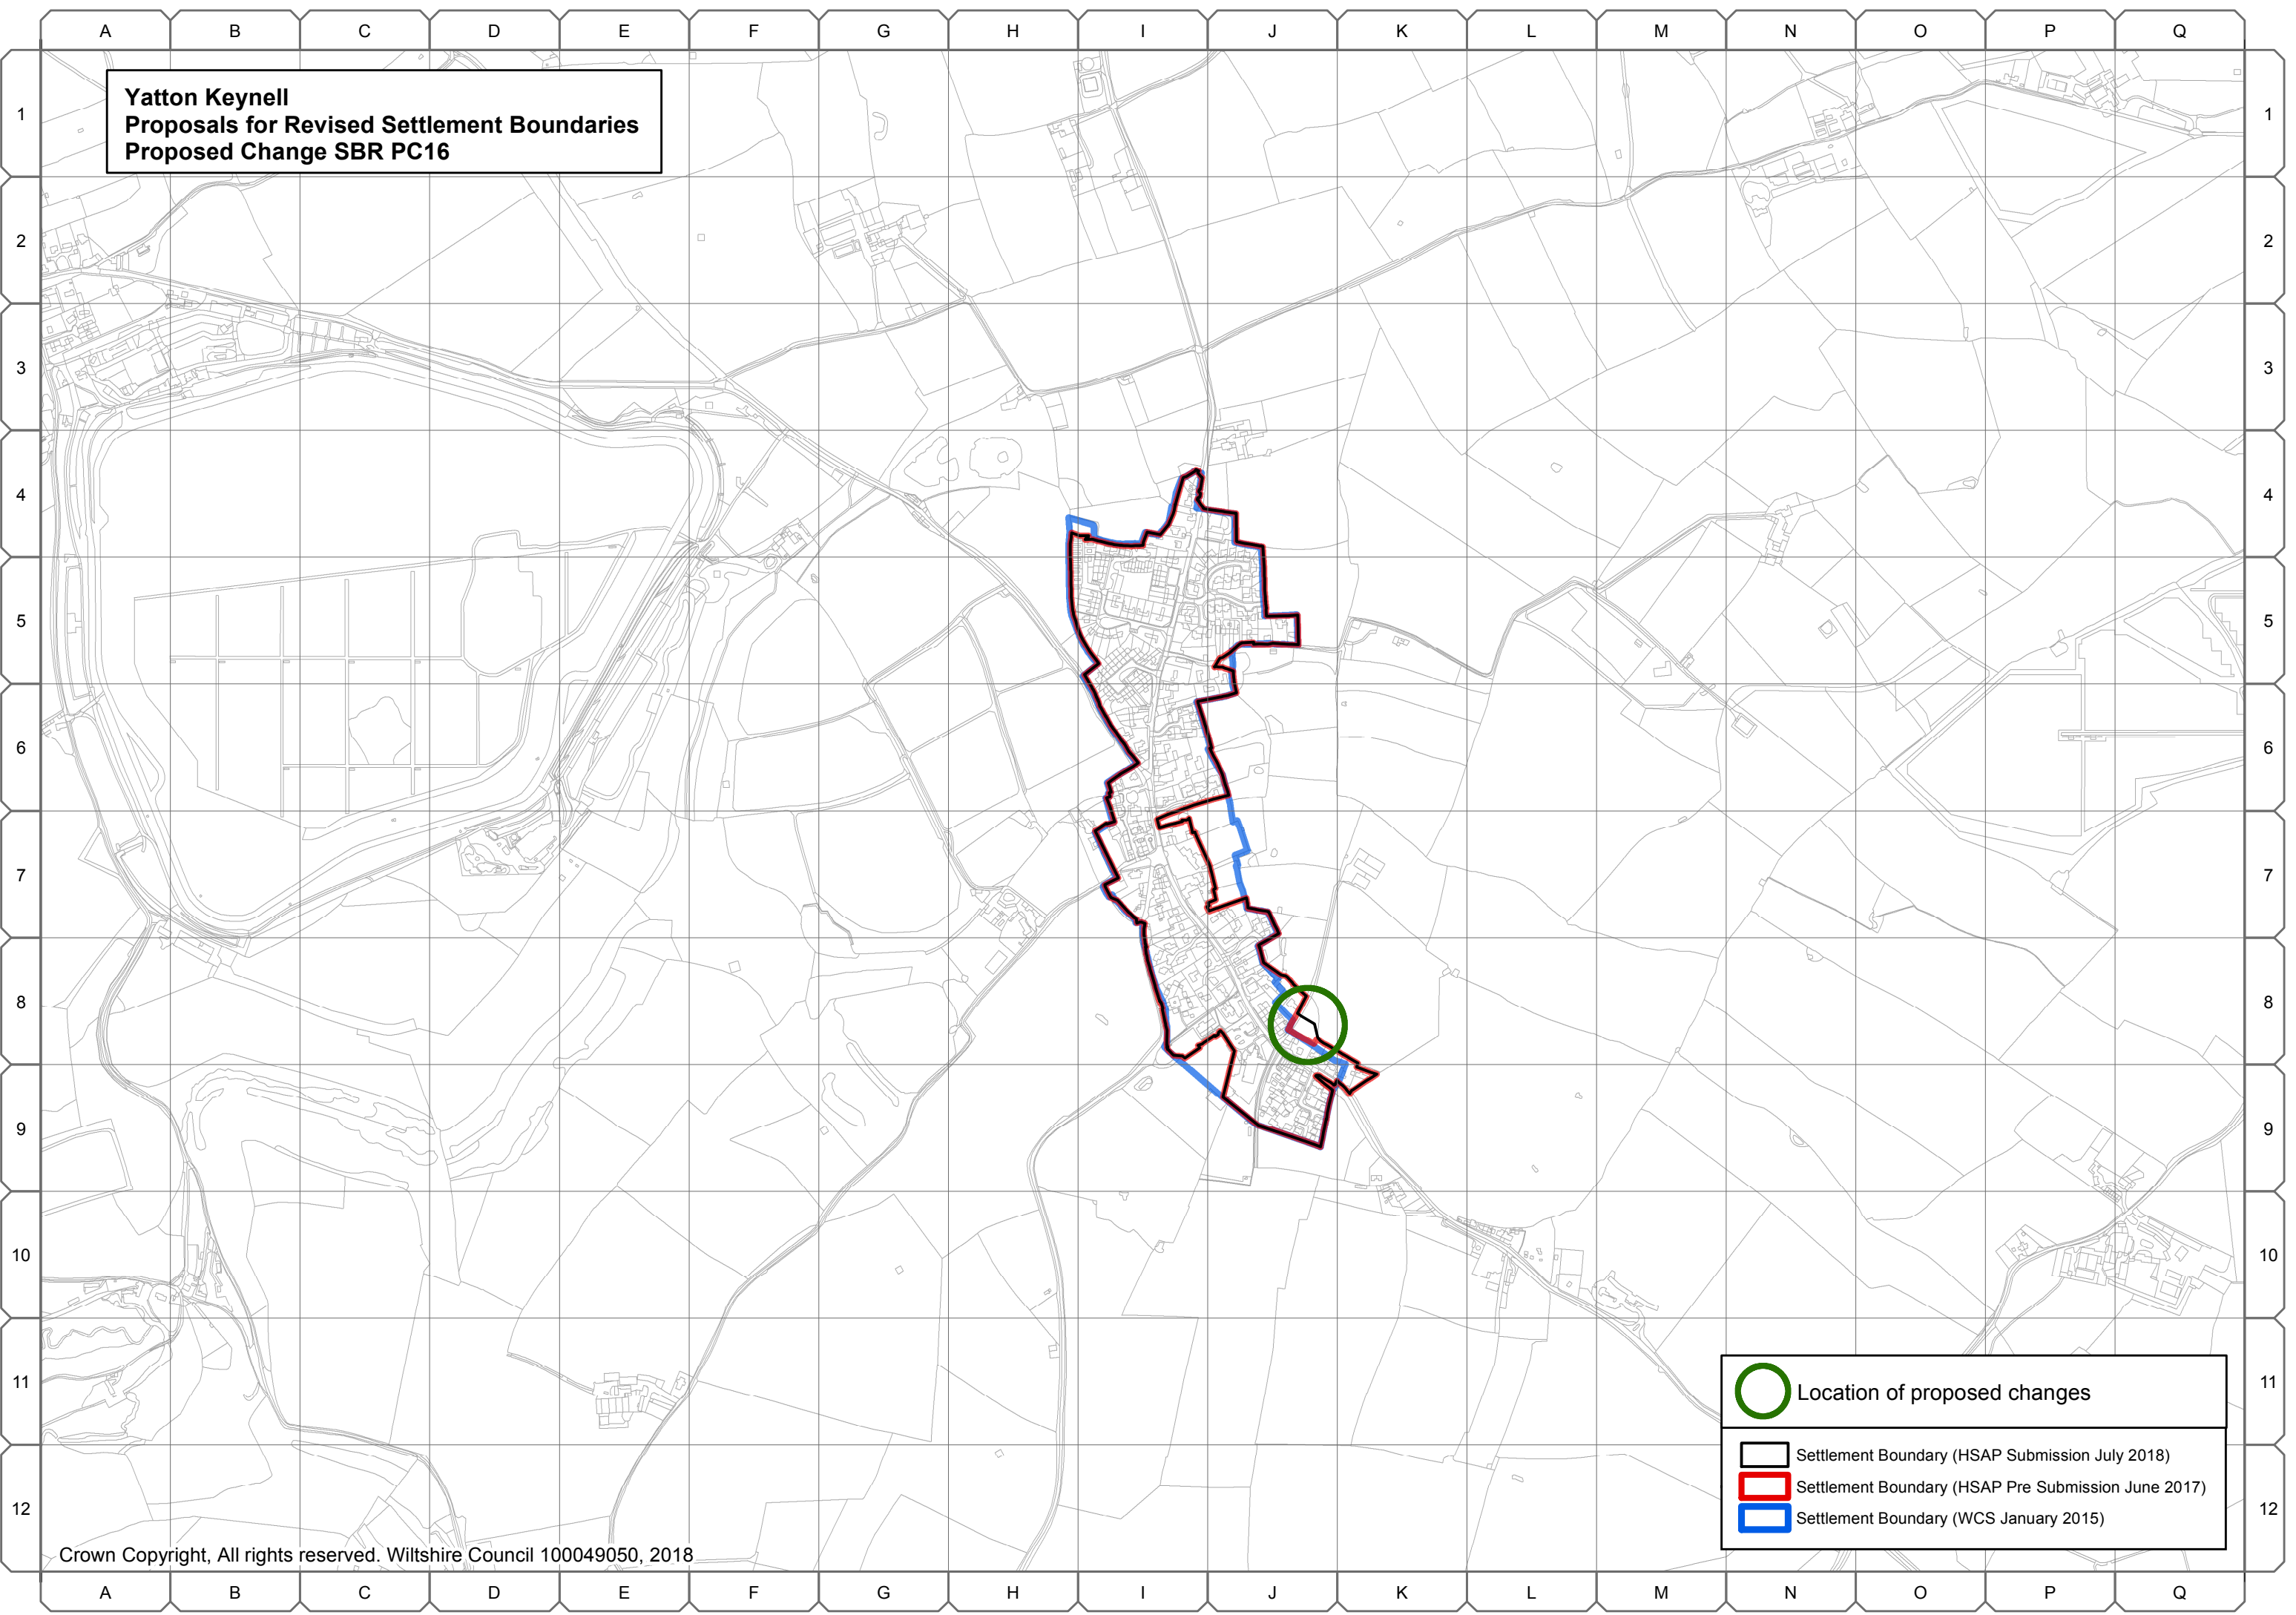 A B C D E F G H I J K L M N O P Q
Yatton Keynell
Proposals for Revised Settlement Boundaries
Proposed Change SBR PC16
1 1
2 2
3 3
4 4
5 5
6 6
7 7
8 8
9 9
10 10
11 11
12 12
Location of proposed changes
Settlement Boundary (HSAP Submission July 2018)
Settlement Boundary (HSAP Pre Submission June 2017)
Settlement Boundary (WCS January 2015)
Crown Copyright, All rights reserved. Wiltshire Council 100049050, 2018
A B C D E F G H I J K L M N O P Q